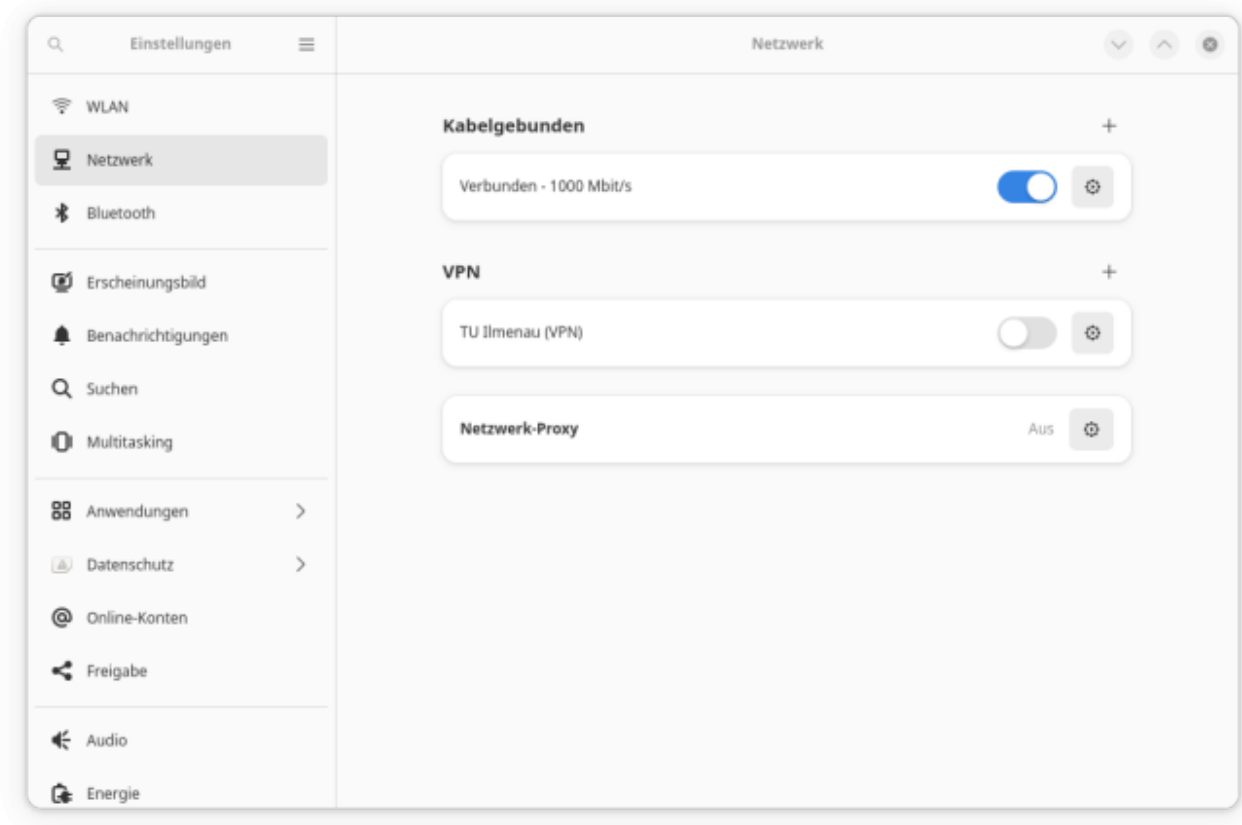 Einstellungen
Netzwerk
WLAN
Netzwerk
Bluetooth
Erscheinungsbild
Benachrichtigungen
Suchen
Multitasking
Anwendungen
Datenschutz
Online-Konten
Freigabe
Audio
Energie
Kabelgebunden
Verbunden - 1000 Mbit/s
VPN
TU Ilmenau (VPN)
Netzwerk-Proxy Aus